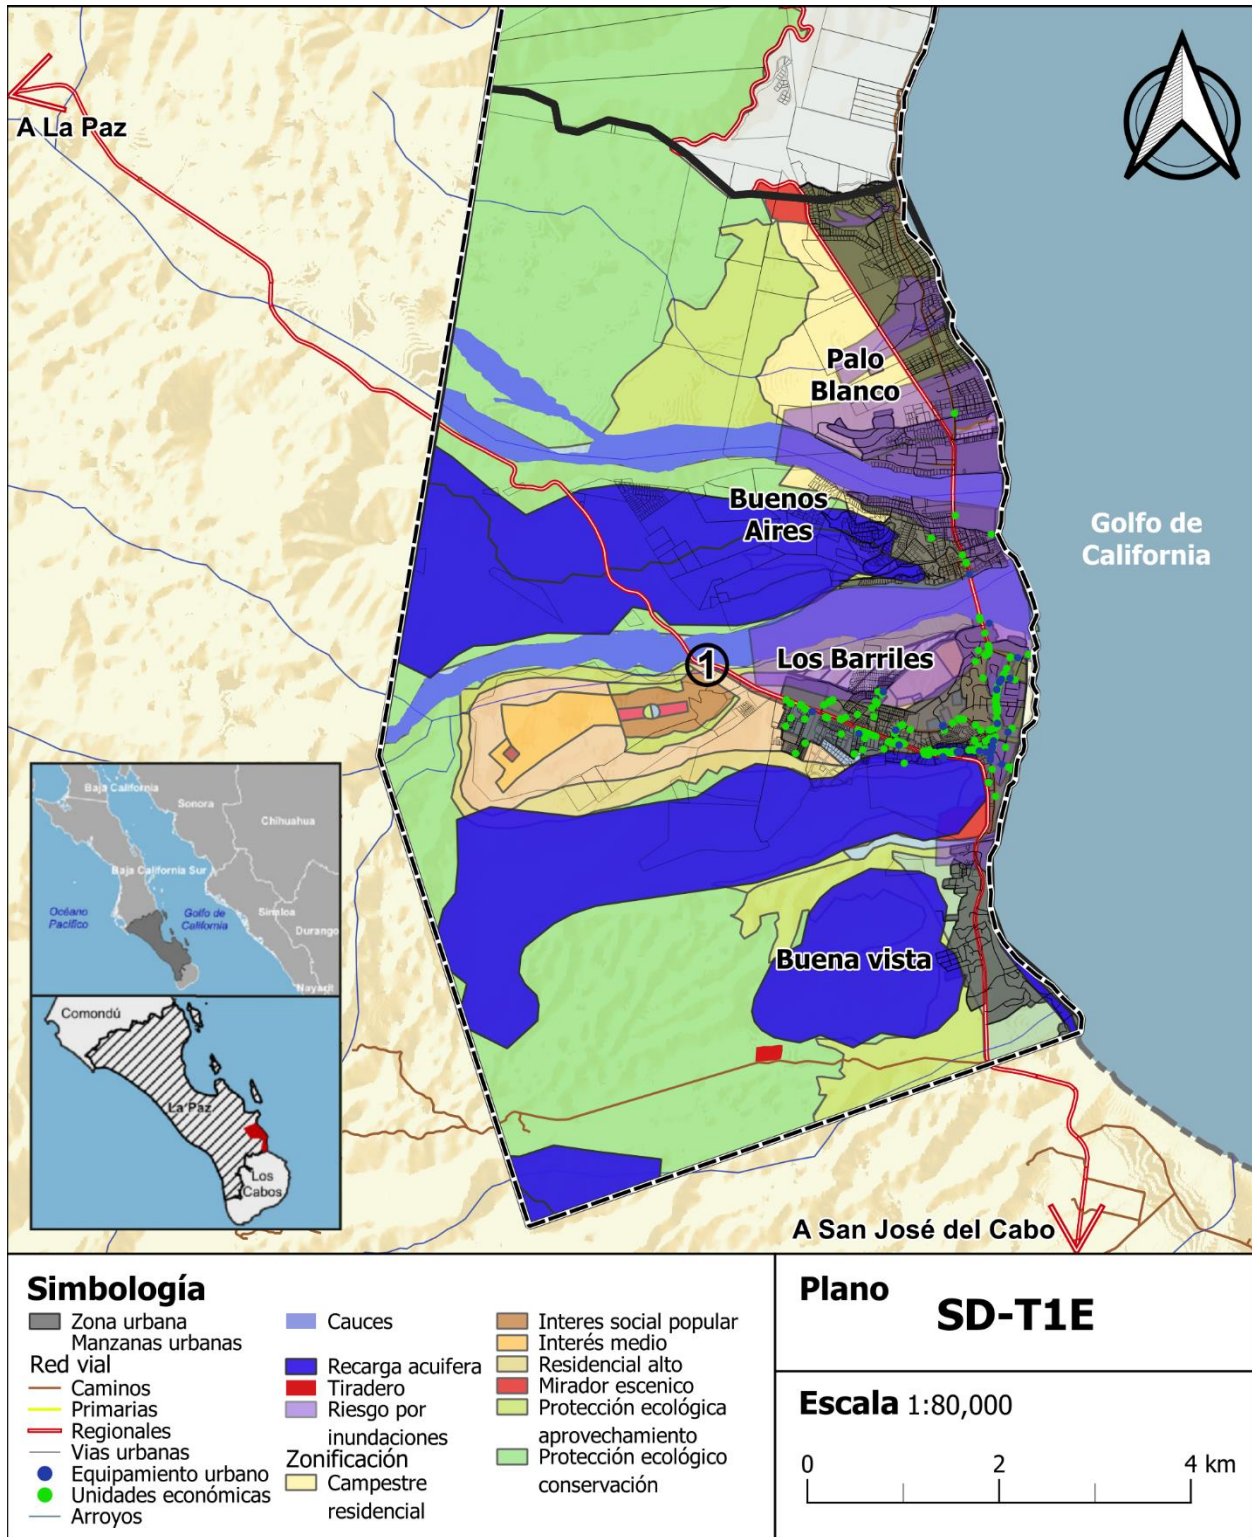 A La Paz
Palo
Blanco
Buenos
Aires
Golfo de
California
1
Los Barriles
Buena vista
A San José del Cabo
Baja California
Sonora
Chihuahua
Baja California Sur
Océano
Pacífico
Golfo de
California
Sinaloa
Durango
Nayarit
Comondú
La Paz
Los
Cabos
Simbología
Zona urbana
Manzanas urbanas
Red vial
Caminos
Primarias
Regionales
Vias urbanas
Equipamiento urbano
Unidades económicas
Arroyos
Cauces
Recarga acuifera
Tiradero
Riesgo por
inundaciones
Zonificación
Campestre
residencial
Interes social popular
Interés medio
Residencial alto
Mirador escenico
Protección ecológica
aprovechamiento
Protección ecológico
conservación
Plano
SD-T1E
Escala 1:80,000
0 2 4 km